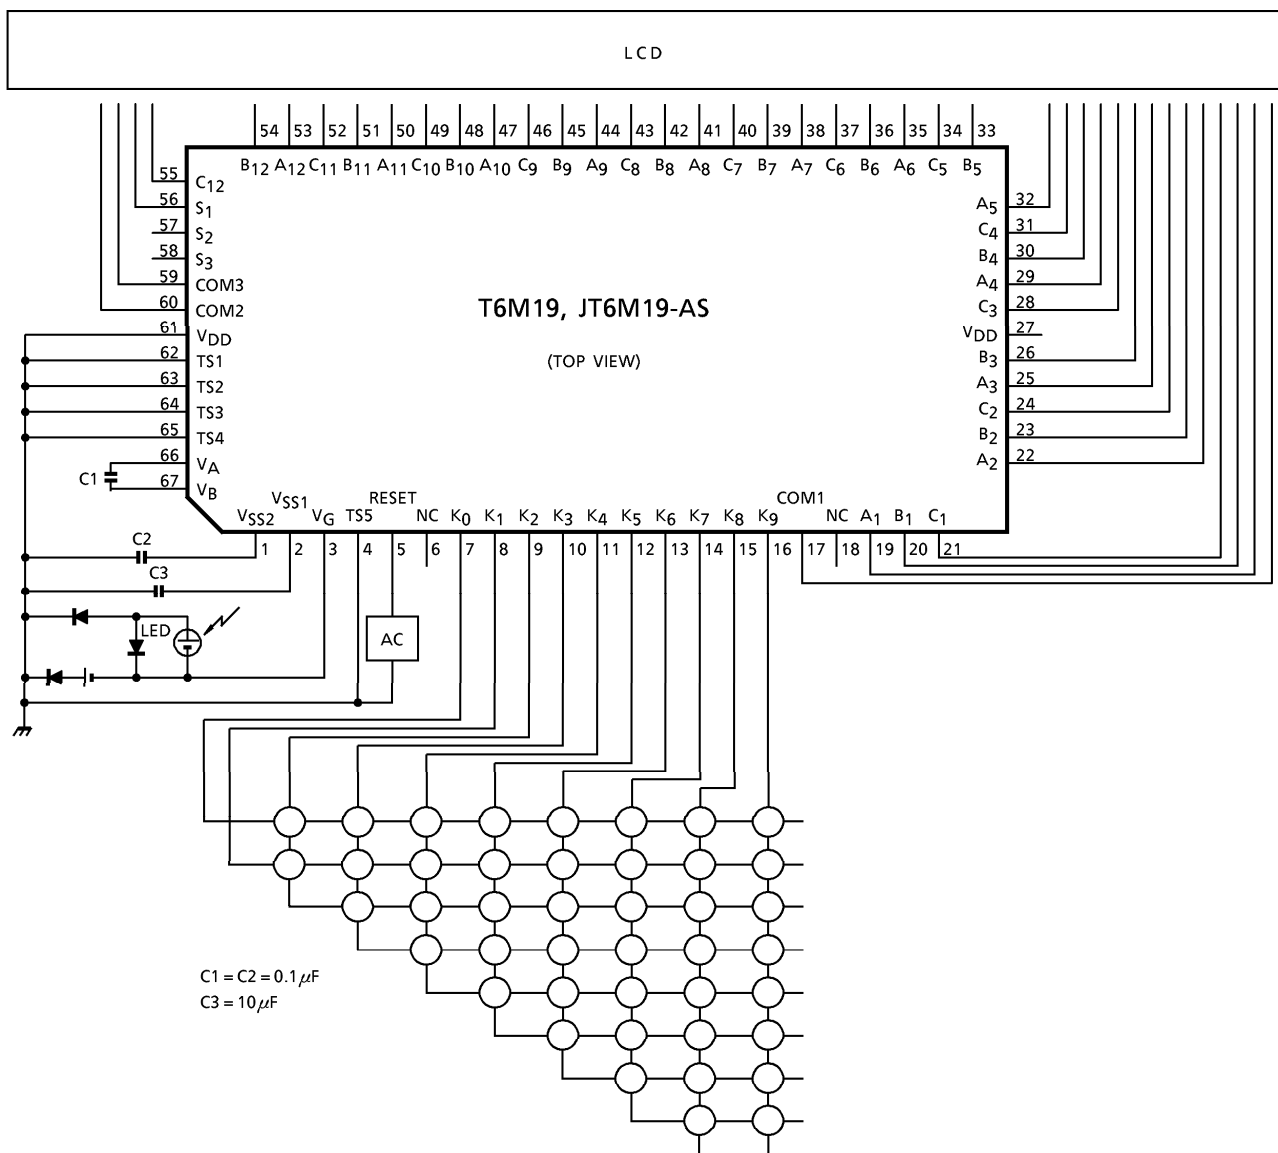 LCD
54 53 52 51 50 49 48 47 46 45 44 43 42 41 40 39 38 37 36 35 34 33
B12 A12 C11 B11 A11 C10 B10 A10 C9 B9 A9 C8 B8 A8 C7 B7 A7 C6 B6 A6 C5 B5
55 C12
56 S1
57 S2
58 S3
59 COM3
60 COM2
61 VDD
62 TS1
63 TS2
64 TS3
65 TS4
66 VA
67 VB
C1
T6M19, JT6M19-AS
(TOP VIEW)
A5 32
C4 31
B4 30
A4 29
C3 28
VDD 27
B3 26
A3 25
C2 24
B2 23
A2 22
VSS2 VSS1 VG TS5 RESET NC K0 K1 K2 K3 K4 K5 K6 K7 K8 K9 COM1 NC A1 B1 C1
1 2 3 4 5 6 7 8 9 10 11 12 13 14 15 16 17 18 19 20 21
C2
C3
LED
AC
C1 = C2 = 0.1 μF
C3 = 10 μF